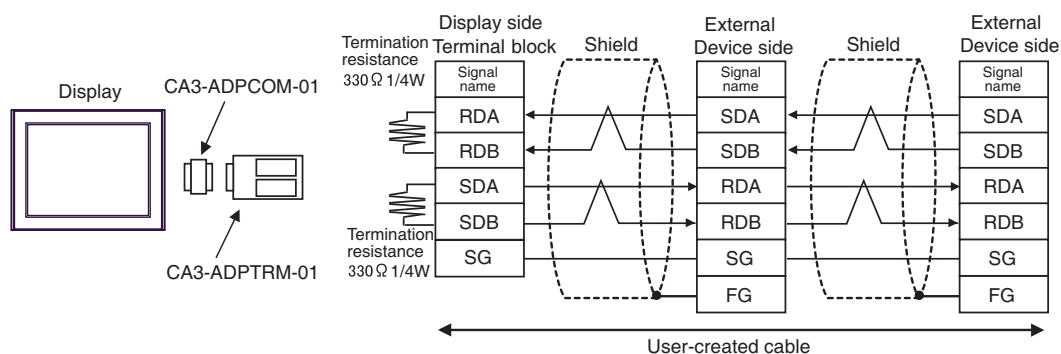 Display
CA3-ADPCOM-01
CA3-ADPTRM-01
Termination
resistance
330Ω 1/4W
Termination
resistance
330Ω 1/4W
Display side
Terminal block
Signal
name
RDA
RDB
SDA
SDB
SG
Shield
External
Device side
Signal
name
SDA
SDB
RDA
RDB
SG
FG
Shield
External
Device side
Signal
name
SDA
SDB
RDA
RDB
SG
FG
User-created cable